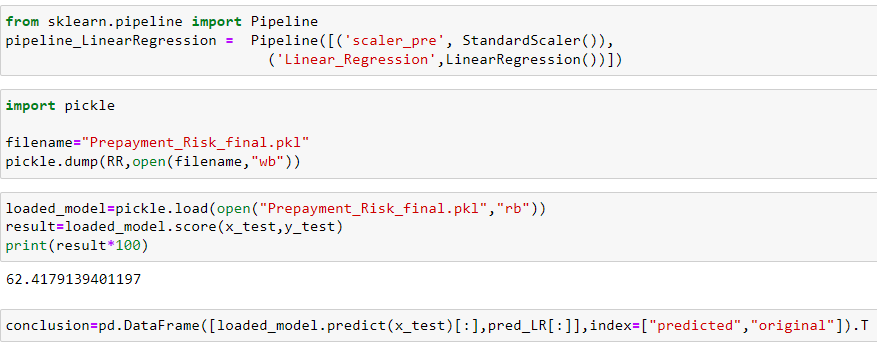 from sklearn.pipeline import Pipeline
pipeline_LinearRegression =  Pipeline([('scaler_pre', StandardScaler()),
                              ('Linear_Regression',LinearRegression())])
import pickle
filename="Prepayment_Risk_final.pkl"
pickle.dump(RR,open(filename,"wb"))
loaded_model=pickle.load(open("Prepayment_Risk_final.pkl","rb"))
result=loaded_model.score(x_test,y_test)
print(result*100)
62.4179139401197
conclusion=pd.DataFrame([loaded_model.predict(x_test)[:],pred_LR[:]],index=["predicted","original"]).T